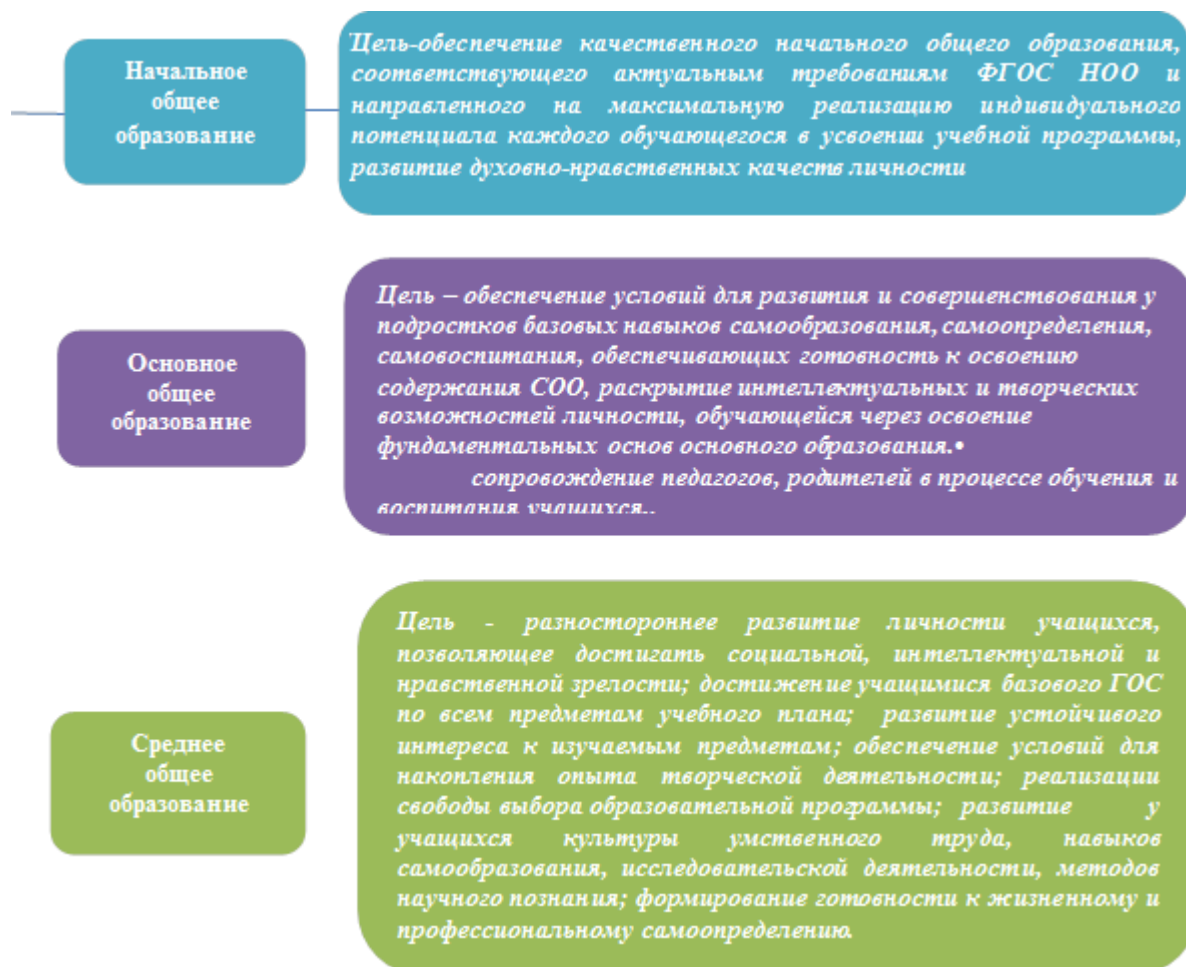 Начальное
общее
образование
Цель-обеспечение качественного начального общего образования,
соответствующего актуальным требованиям ФГОС НОО и
направленного на максимальную реализацию индивидуального
потенциала каждого обучающегося в усвоении учебной программы,
развитие духовно-нравственных качеств личности
Основное
общее
образование
Цель – обеспечение условий для развития и совершенствования у
подростков базовых навыков самообразования, самоопределения,
самовоспитания, обеспечивающих готовность к освоению
содержания СОО, раскрытие интеллектуальных и творческих
возможностей личности, обучающейся через освоение
фундаментальных основ основного образования.•
сопровождение педагогов, родителей в процессе обучения и
воспитания учащихся..
Среднее
общее
образование
Цель - разностороннее развитие личности учащихся,
позволяющее достигать социальной, интеллектуальной и
нравственной зрелости; достижение учащимися базового ГОС
по всем предметам учебного плана; развитие устойчивого
интереса к изучаемым предметам; обеспечение условий для
накопления опыта творческой деятельности; реализации
свободы выбора образовательной программы; развитие у
учащихся культуры умственного труда, навыков
самообразования, исследовательской деятельности, методов
научного познания; формирование готовности к жизненному и
профессиональному самоопределению.